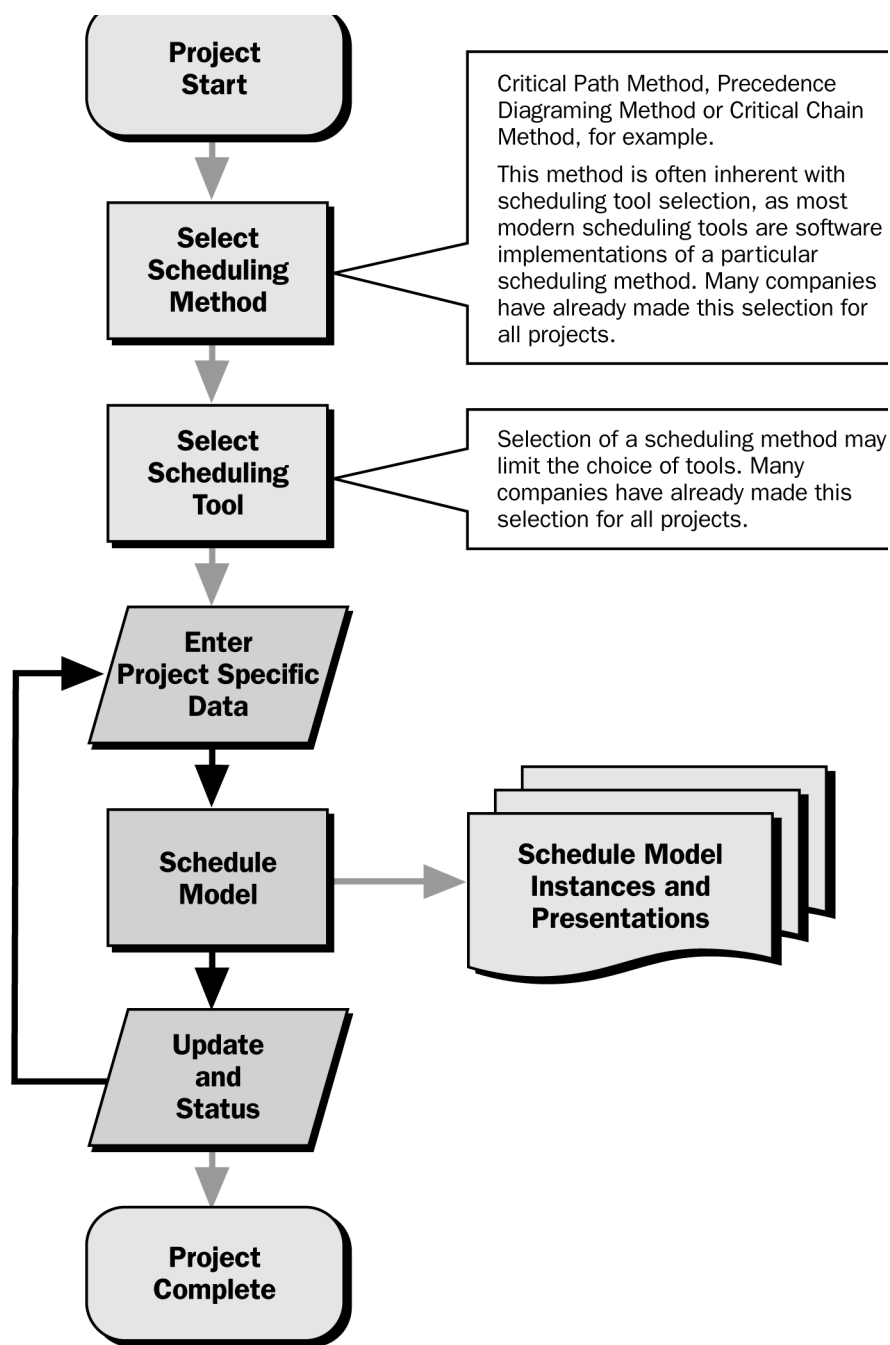 Project
Start
Critical Path Method, Precedence
Diagraming Method or Critical Chain
Method, for example.
This method is often inherent with
scheduling tool selection, as most
modern scheduling tools are software
implementations of a particular
scheduling method. Many companies
have already made this selection for
all projects.
Select
Scheduling
Method
Select
Scheduling
Tool
Selection of a scheduling method may
limit the choice of tools. Many
companies have already made this
selection for all projects.
Enter
Project Specific
Data
Schedule
Model
Schedule Model
Instances and
Presentations
Update
and
Status
Project
Complete